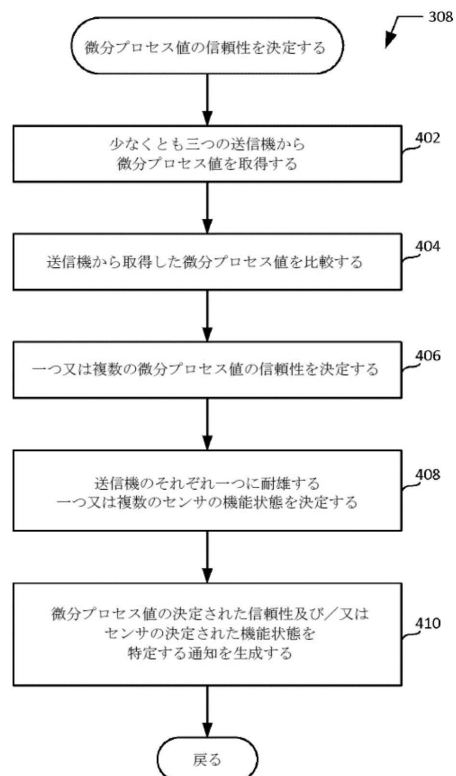 308
微分プロセス値の信頼性を決定する
402
少なくとも三つの送信機から
微分プロセス値を取得する
404
送信機から取得した微分プロセス値を比較する
406
一つ又は複数の微分プロセス値の信頼性を決定する
408
送信機のそれぞれ一つに耐雄する
一つ又は複数のセンサの機能状態を決定する
410
微分プロセス値の決定された信頼性及び／又は
センサの決定された機能状態を
特定する通知を生成する
戻る